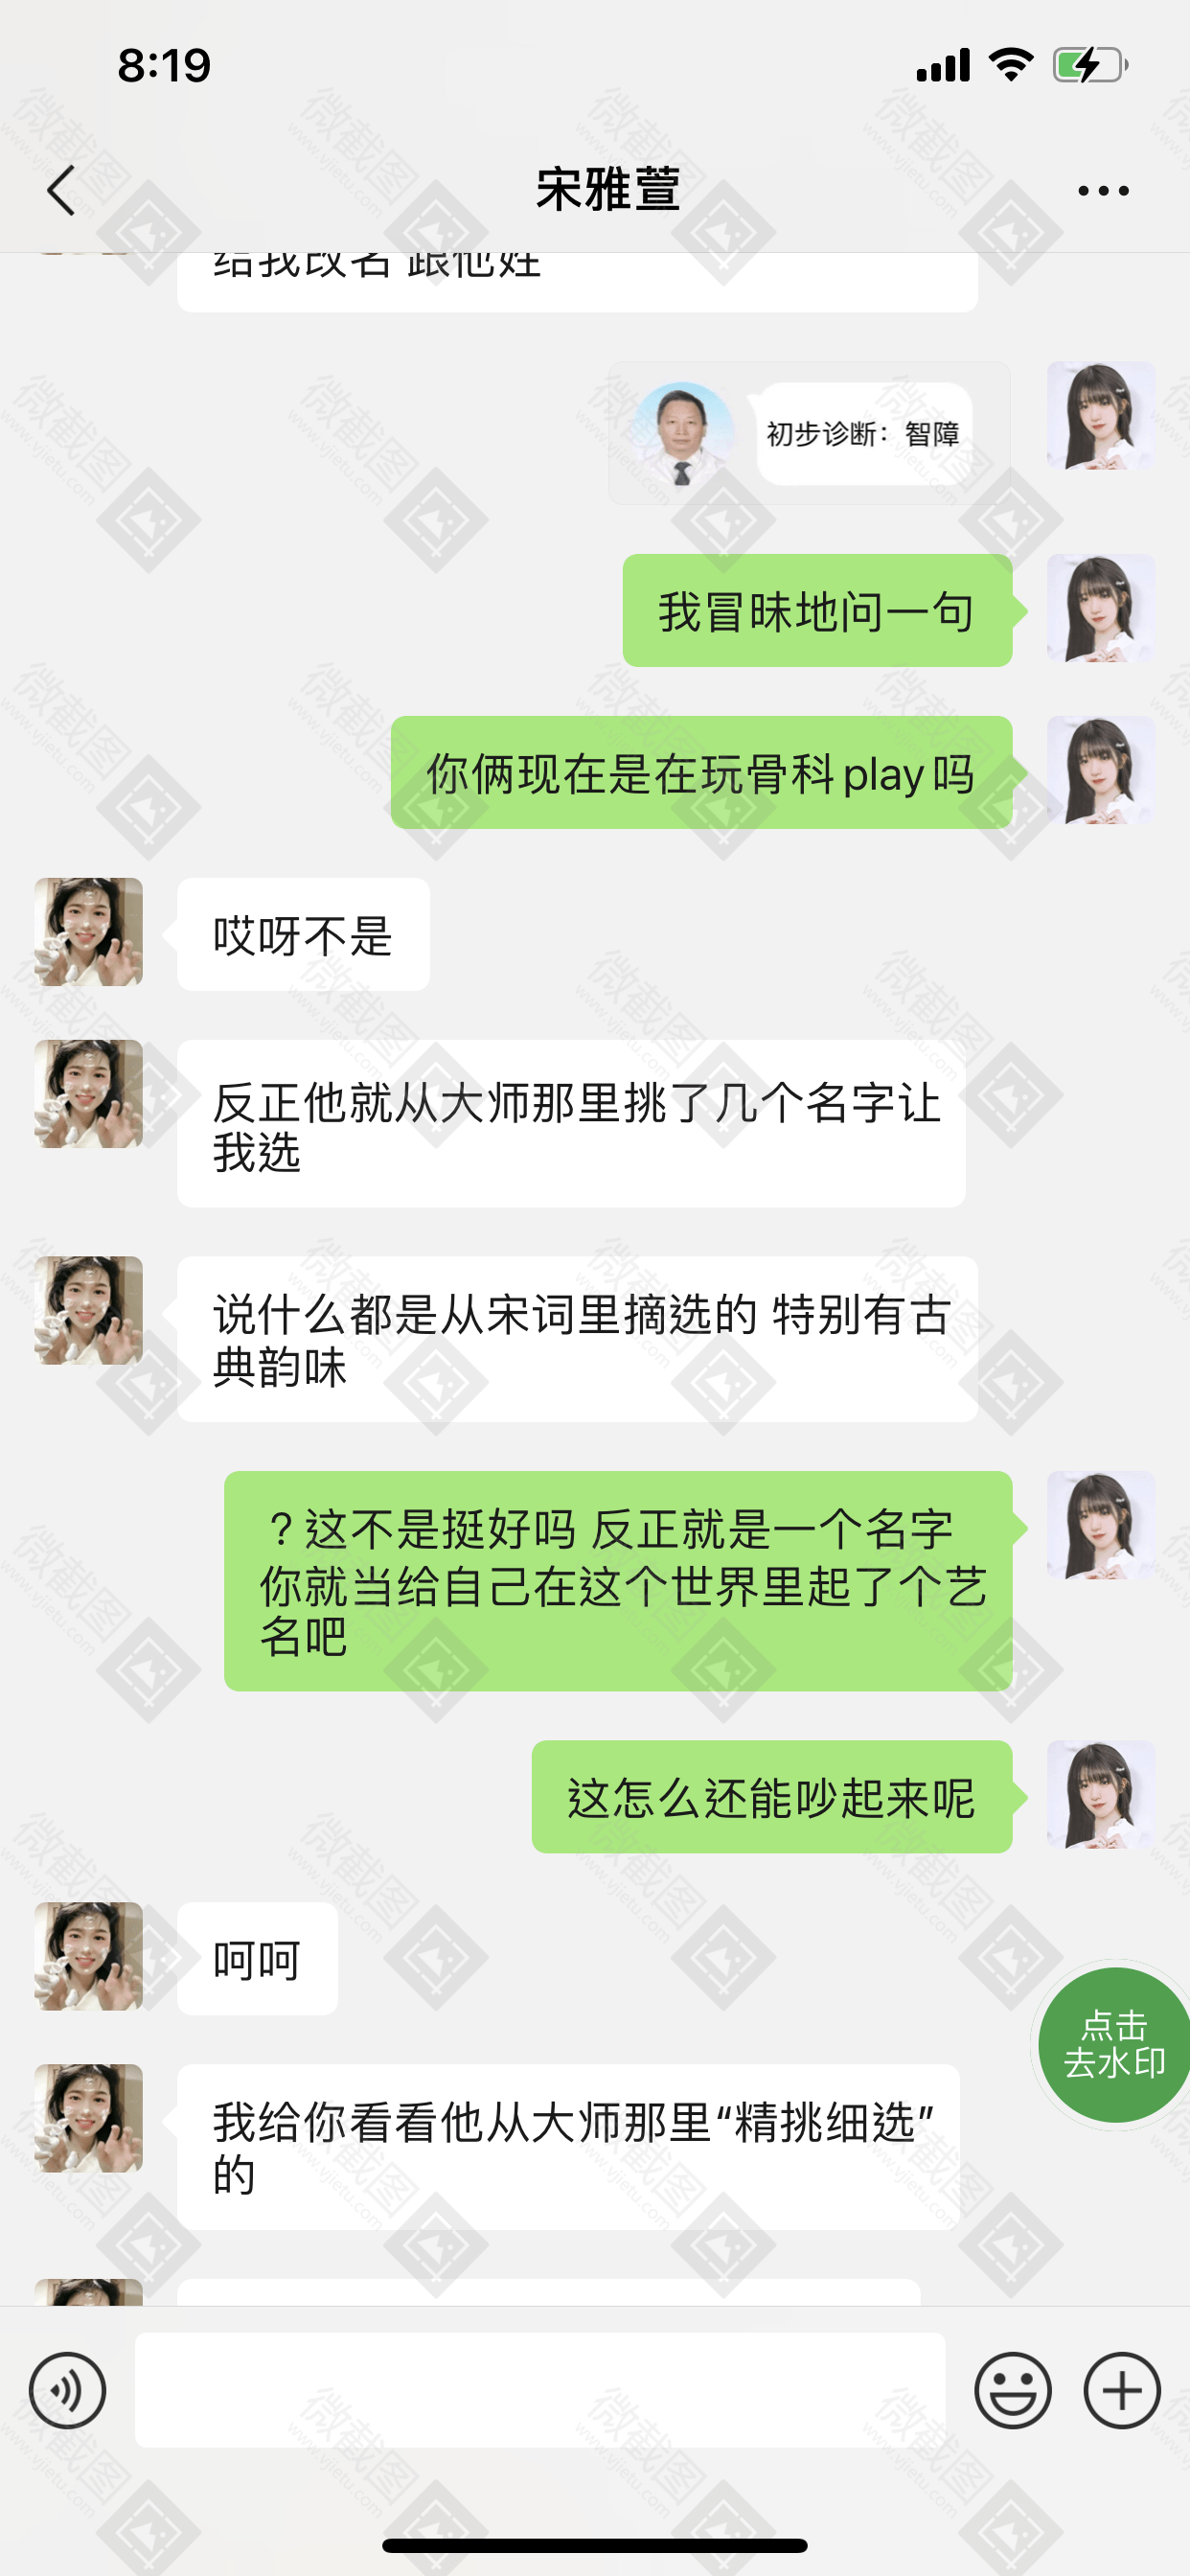 8:19
宋雅萱
给我改名 跟他姓
初步诊断：智障
我冒昧地问一句
你俩现在是在玩骨科play吗
哎呀不是
反正他就从大师那里挑了几个名字让
我选
说什么都是从宋词里摘选的 特别有古
典韵味
？这不是挺好吗 反正就是一个名字
你就当给自己在这个世界里起了个艺
名吧
这怎么还能吵起来呢
呵呵
点击
去水印
我给你看看他从大师那里“精挑细选”
的
微截图
www.vjietu.com